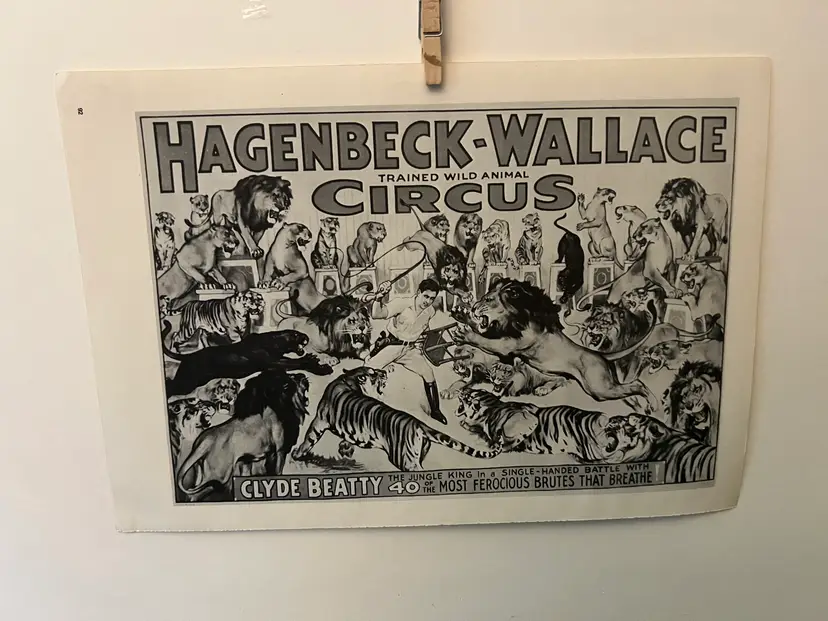 HAGENBECK-WALLACE
TRAINED WILD ANIMAL
CIRCUS
CLYDE BEATTY THE JUNGLE KING in a SINGLE-HANDED BATTLE WITH
40 OF THE MOST FEROCIOUS BRUTES THAT BREATHE!